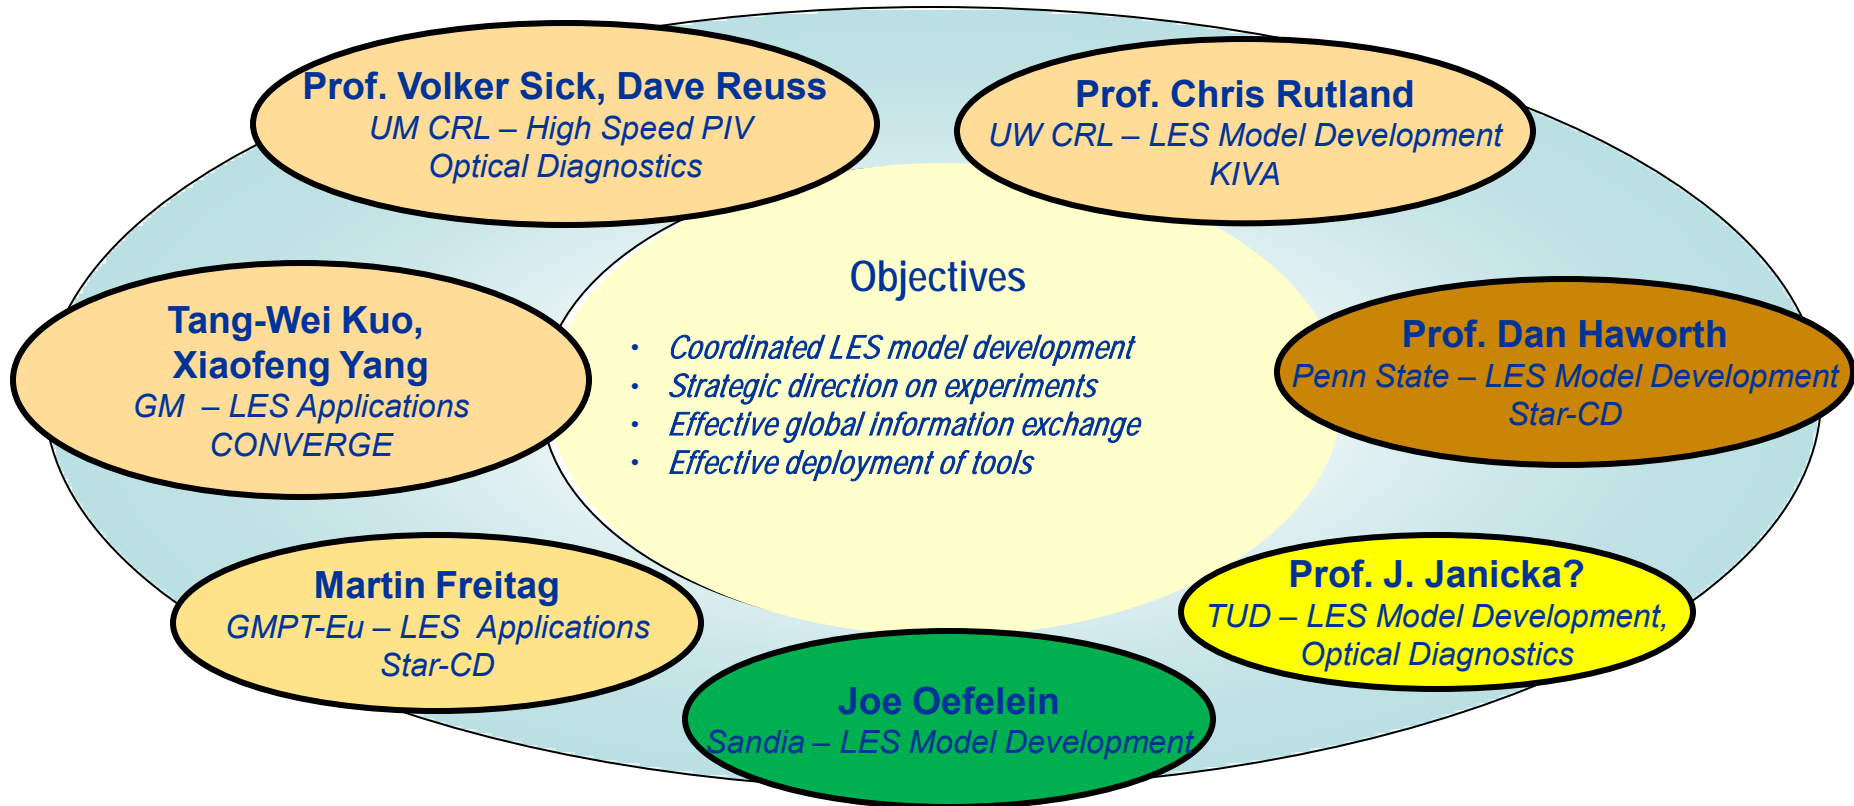 Prof. Volker Sick, Dave Reuss
UM CRL – High Speed PIV
Optical Diagnostics
Prof. Chris Rutland
UW CRL – LES Model Development
KIVA
Objectives
• Coordinated LES model development
• Strategic direction on experiments
• Effective global information exchange
• Effective deployment of tools
Tang-Wei Kuo,
Xiaofeng Yang
GM – LES Applications
CONVERGE
Prof. Dan Haworth
Penn State – LES Model Development
Star-CD
Martin Freitag
GMPT-Eu – LES Applications
Star-CD
Prof. J. Janicka?
TUD – LES Model Development,
Optical Diagnostics
Joe Oefelein
Sandia – LES Model Development